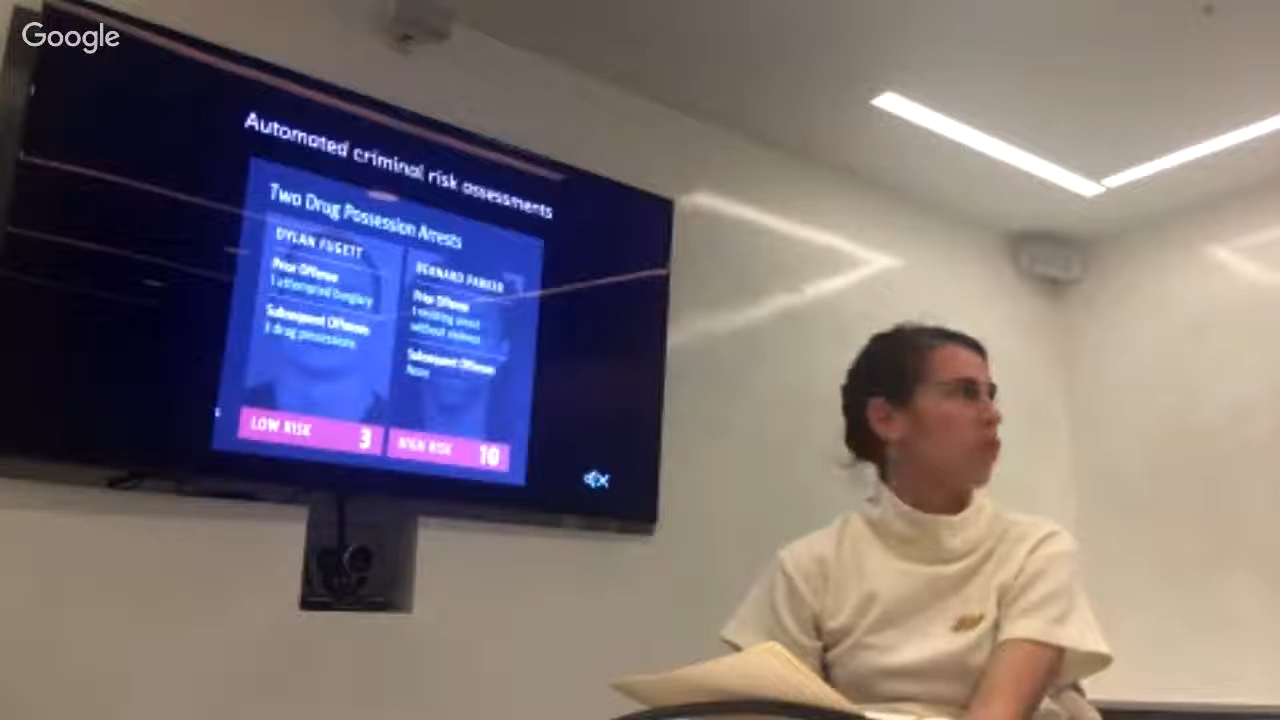 Google
Automated criminal risk assessments
Two Drug Possession Arrests
DYLAN FUGETT
Prior Offense
1 attempted burglary
Subsequent Offenses
3 drug possessions
LOW RISK 3
BERNARD PARKER
Prior Offense
1 resisting arrest
without violence
Subsequent Offenses
None
HIGH RISK 10